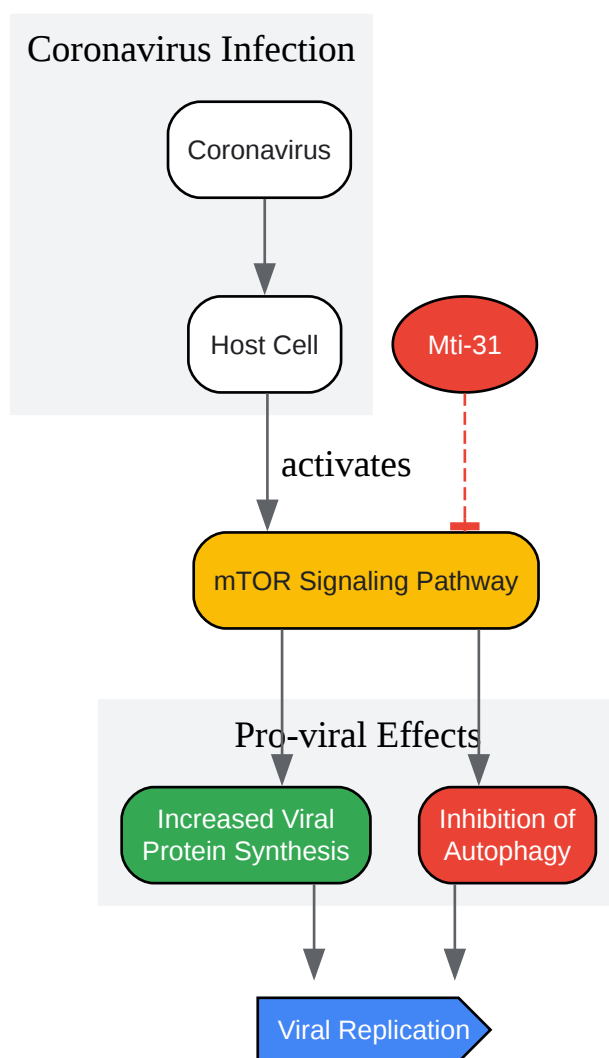 Coronavirus Infection
Coronavirus
Host Cell
Mti-31
activates
mTOR Signaling Pathway
Pro-viral Effects
Increased Viral
Protein Synthesis
Inhibition of
Autophagy
Viral Replication